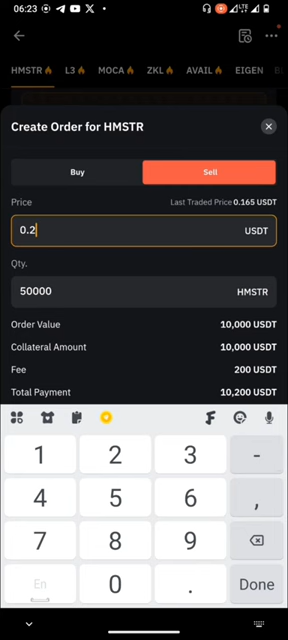 06:23
LTE
HMSTR🔥 L3🔥 MOCA🔥 ZKL🔥 AVAIL🔥 EIGEN
Create Order for HMSTR
Buy Sell
Price Last Traded Price 0.165 USDT
0.2 USDT
Qty.
50000 HMSTR
Order Value 10,000 USDT
Collateral Amount 10,000 USDT
Fee 200 USDT
Total Payment 10,200 USDT
1 2 3 -
4 5 6 ,
7 8 9
En 0 . Done